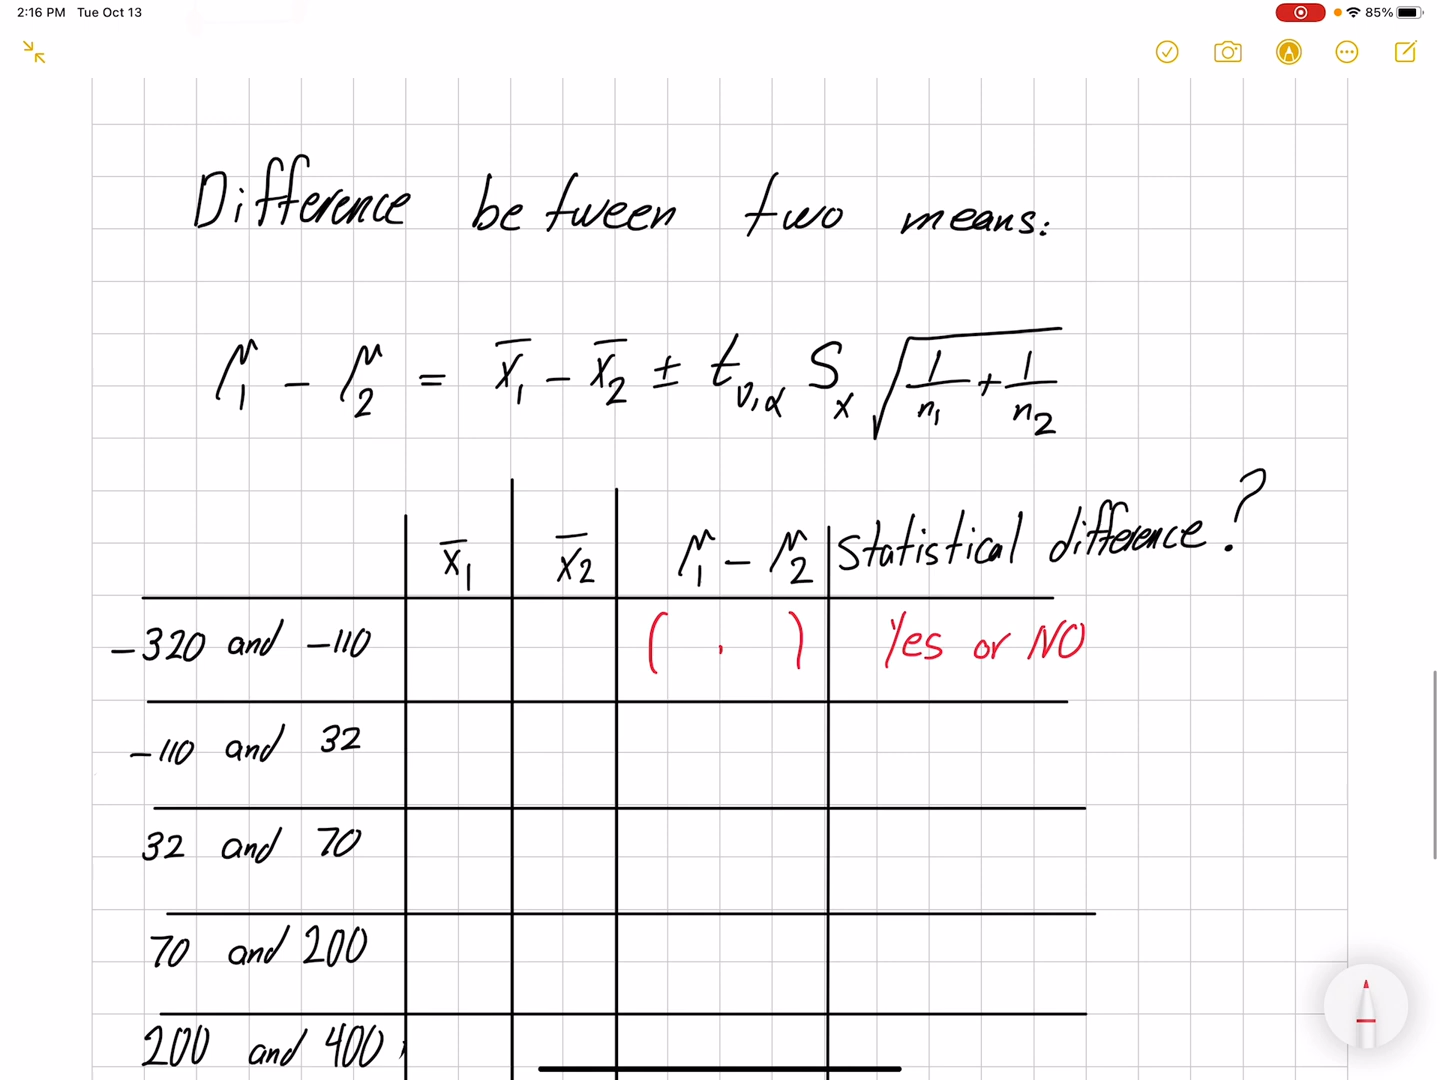 2:16 PM Tue Oct 13 85%
Difference between two means:
μ₁ − μ₂ = x̄₁ − x̄₂ ± t_ν,α S_x √(1/n₁ + 1/n₂)
x̄₁ x̄₂ μ₁ − μ₂ Statistical difference?
−320 and −110 ( , ) Yes or NO
−110 and 32
32 and 70
70 and 200
200 and 400